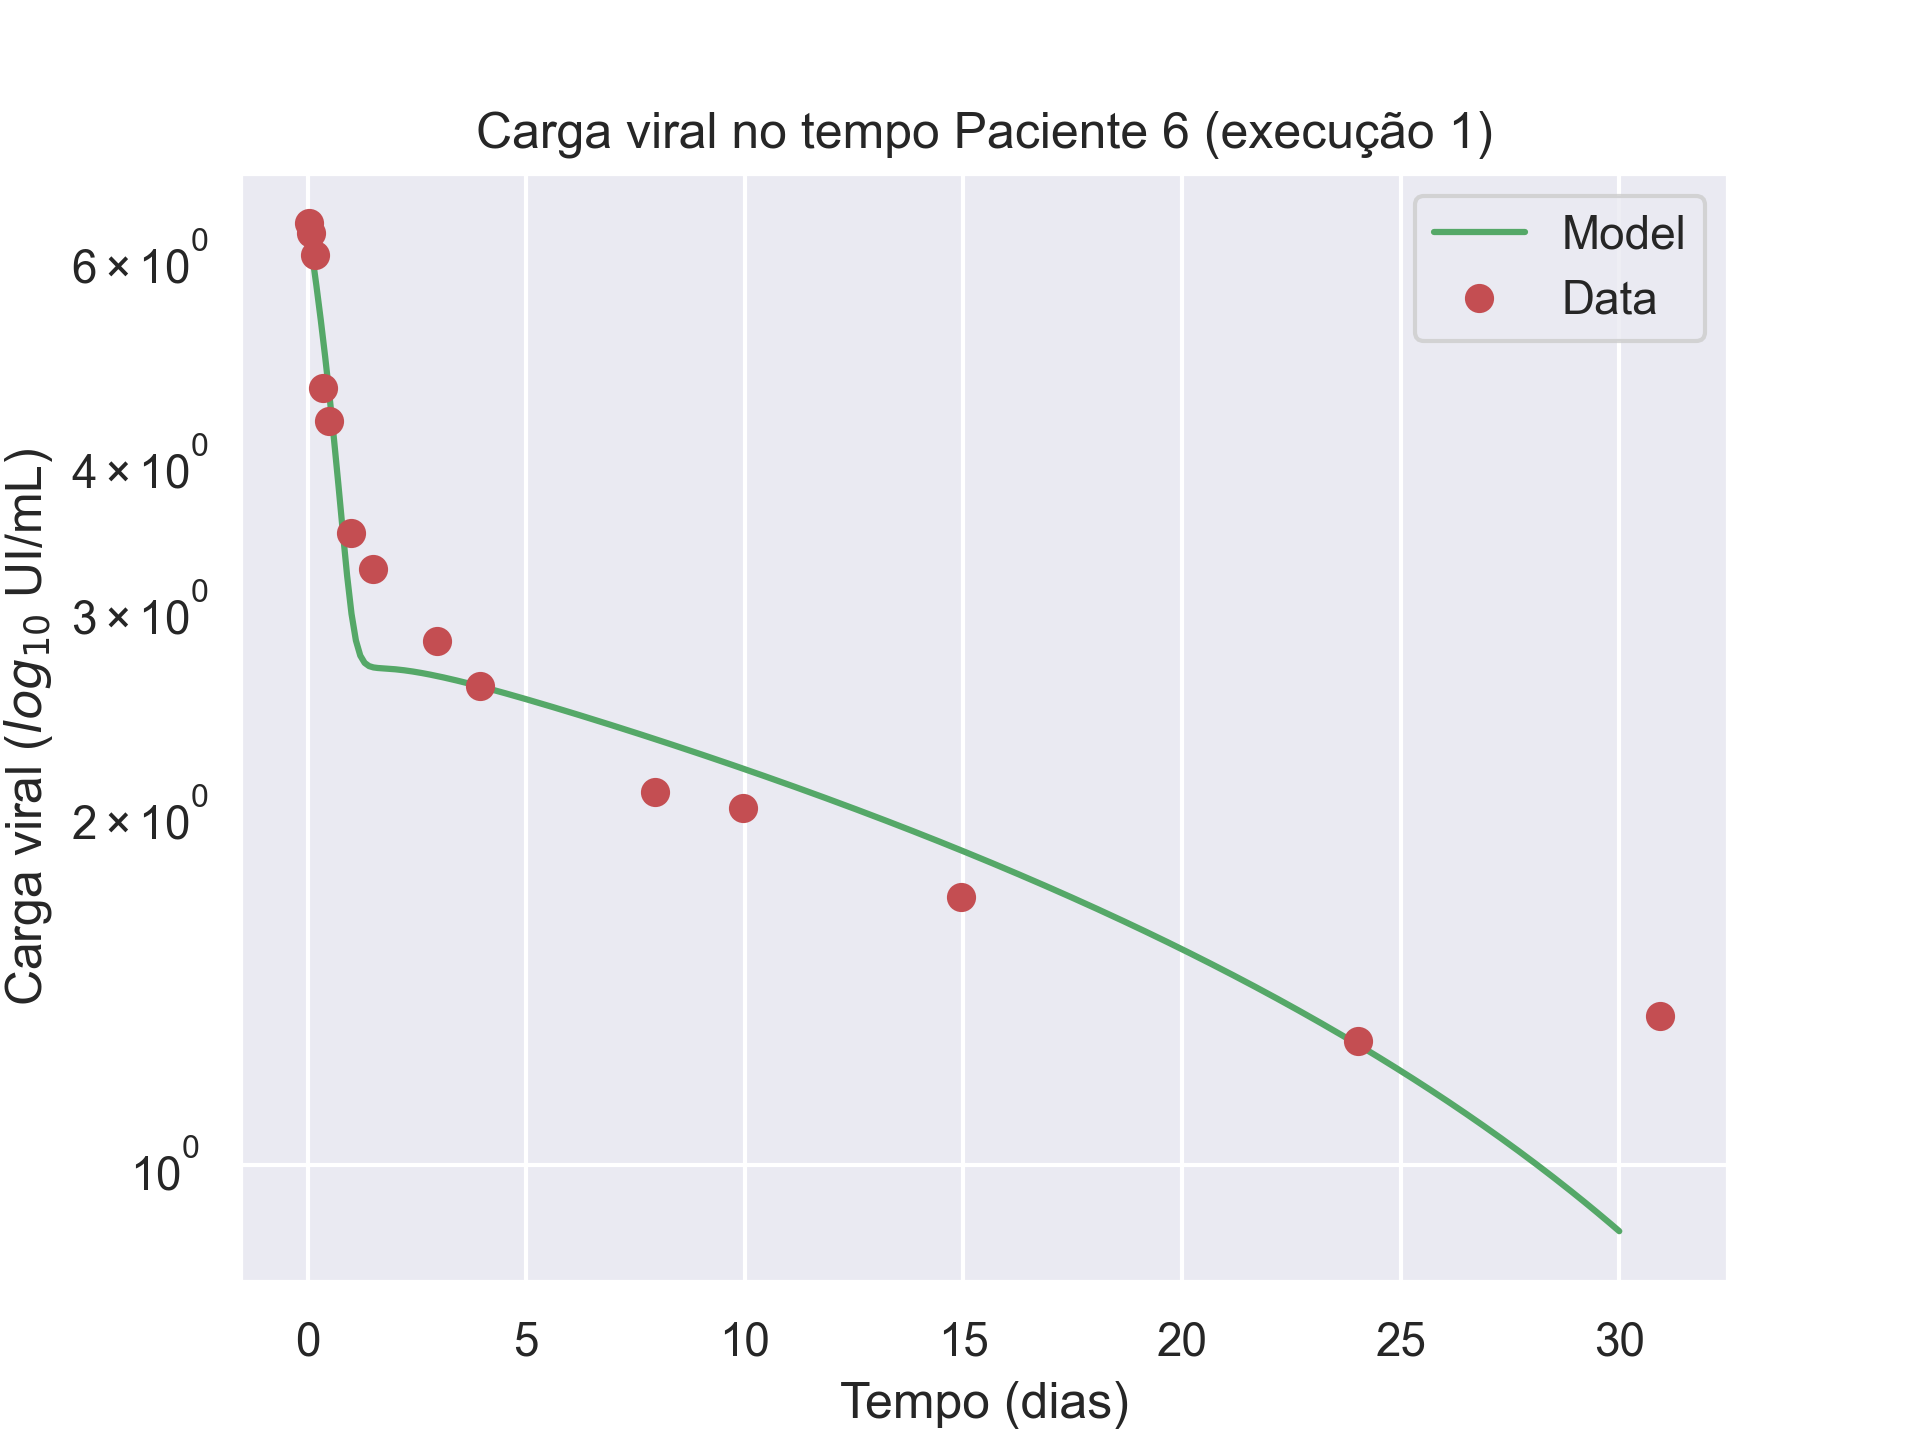 Carga viral no tempo Paciente 6 (execução 1)
Model
Data
6 × 10⁰
4 × 10⁰
3 × 10⁰
2 × 10⁰
10⁰
Carga viral (log₁₀ UI/mL)
0 5 10 15 20 25 30
Tempo (dias)